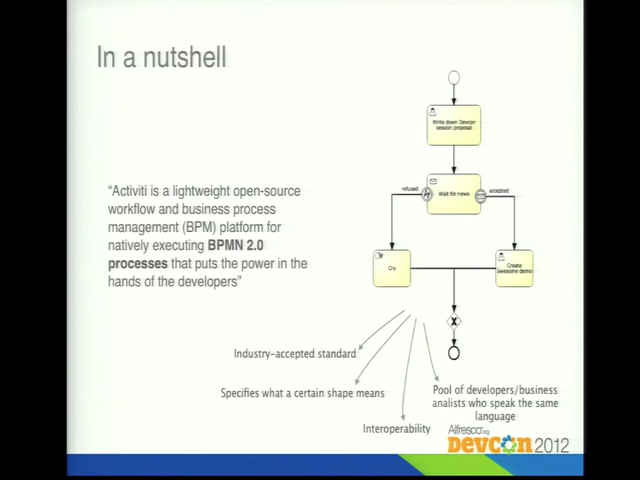 In a nutshell
Write down Devcon
session proposal
refused
Wait for news
accepted
"Activiti is a lightweight open-source
workflow and business process
management (BPM) platform for
natively executing BPMN 2.0
processes that puts the power in the
hands of the developers"
Cry
Create
awesome demo
Industry-accepted standard
Specifies what a certain shape means
Pool of developers/business
analists who speak the same
language
Interoperability
Alfresco
DEVCON 2012